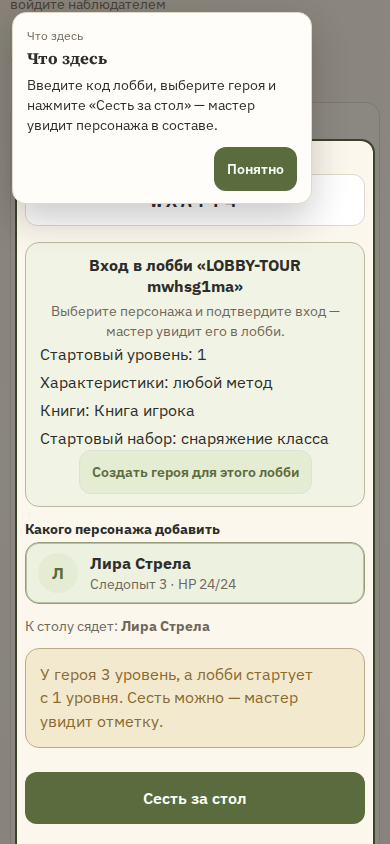 войдите наблюдателем
Что здесь
Что здесь
Введите код лобби, выберите героя и
нажмите «Сесть за стол» — мастер
увидит персонажа в составе.
Понятно
Вход в лобби «LOBBY-TOUR
mwhsg1ma»
Выберите персонажа и подтвердите вход —
мастер увидит его в лобби.
Стартовый уровень: 1
Характеристики: любой метод
Книги: Книга игрока
Стартовый набор: снаряжение класса
Создать героя для этого лобби
Какого персонажа добавить
Л
Лира Стрела
Следопыт 3 · HP 24/24
К столу сядет: Лира Стрела
У героя 3 уровень, а лобби стартует
с 1 уровня. Сесть можно — мастер
увидит отметку.
Сесть за стол